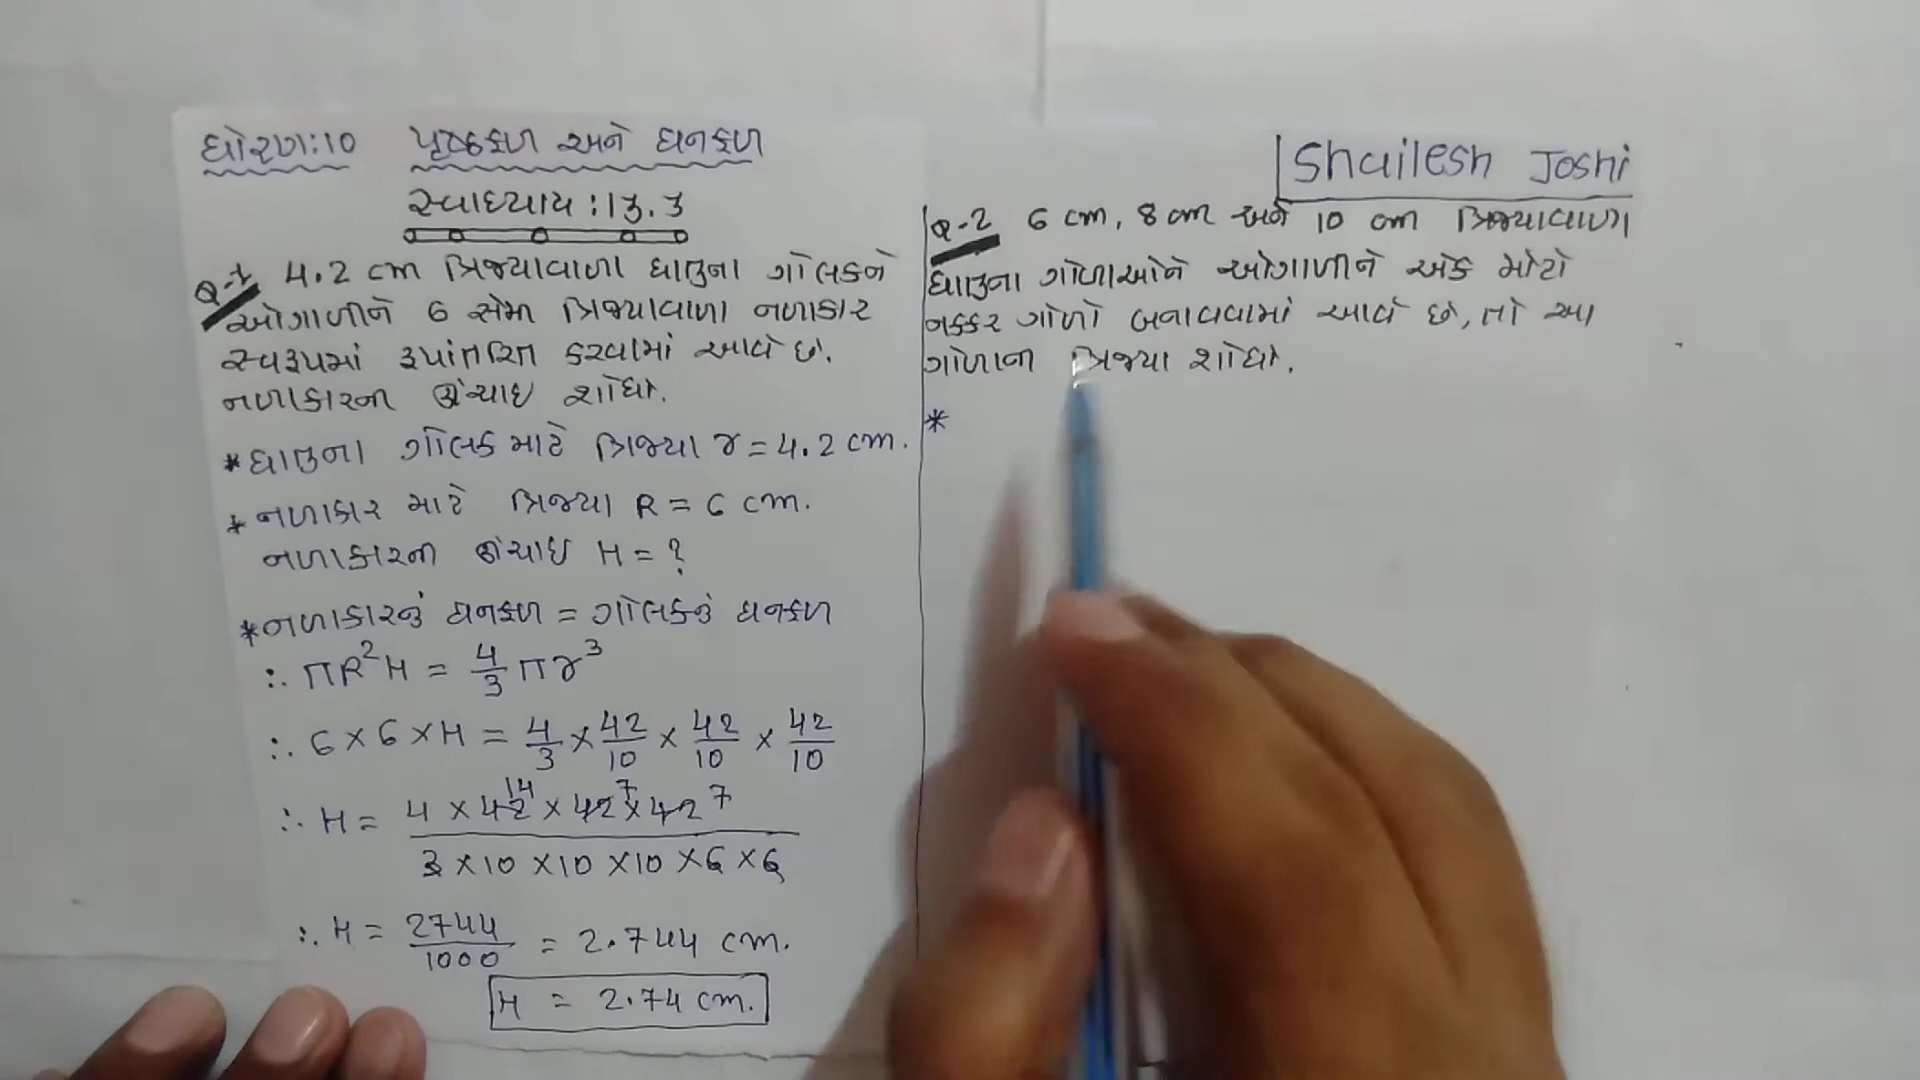 ધોરણ:10 પૃષ્ઠફળ અને ઘનફળ
સ્વાધ્યાય:13.3
Q-1 4.2 cm ત્રિજ્યાવાળા ધાતુના ગોલકને
ઓગાળીને 6 સેમી ત્રિજ્યાવાળા નળાકાર
સ્વરૂપમાં રૂપાંતરિત કરવામાં આવે છે.
નળાકારની ઊંચાઇ શોધો.
*ધાતુના ગોલક માટે ત્રિજ્યા r = 4.2 cm.
*નળાકાર માટે ત્રિજ્યા R = 6 cm.
નળાકારની ઊંચાઇ H = ?
*નળાકારનું ઘનફળ = ગોલકનું ઘનફળ
∴ πR²H = 4/3 πr³
∴ 6 × 6 × H = 4/3 × 42/10 × 42/10 × 42/10
14 7
∴ H = 4 × 42 × 42 × 42 7
3 × 10 × 10 × 10 × 6 × 6
∴ H = 2744/1000 = 2.744 cm.
H = 2.74 cm.
Shailesh Joshi
Q-2 6 cm, 8 cm અને 10 cm ત્રિજ્યાવાળા
ધાતુના ગોળાઓને ઓગાળીને એક મોટો
નક્કર ગોળો બનાવવામાં આવે છે, તો આ
ગોળાની ત્રિજ્યા શોધો.
*